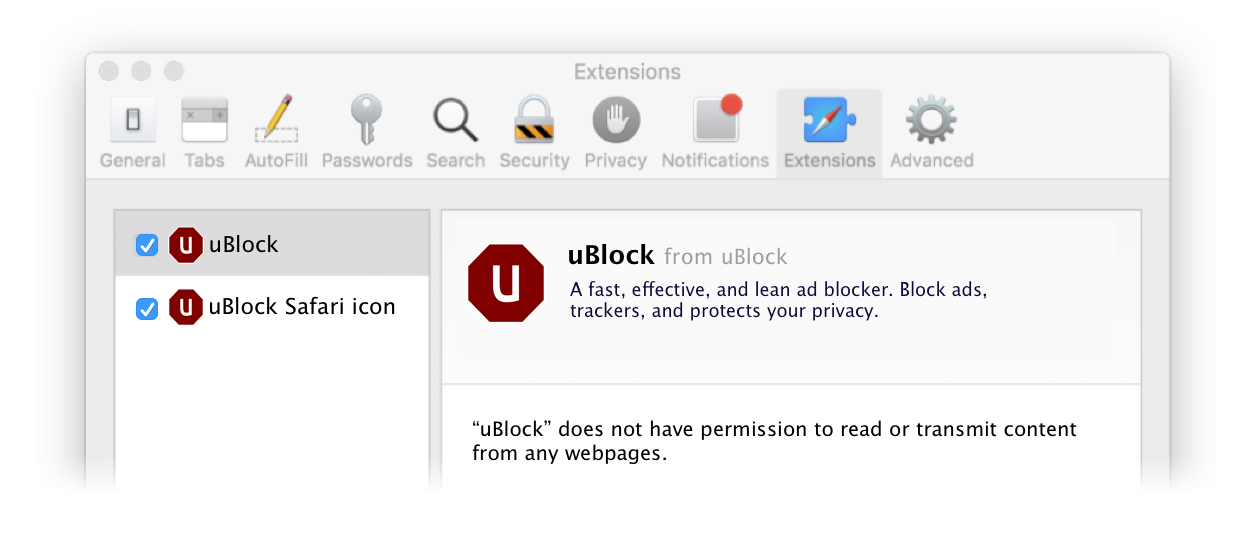 Extensions
General Tabs AutoFill Passwords Search Security Privacy Notifications Extensions Advanced
u uBlock
u uBlock Safari icon
u
uBlock from uBlock
A fast, effective, and lean ad blocker. Block ads,
trackers, and protects your privacy.
“uBlock” does not have permission to read or transmit content
from any webpages.